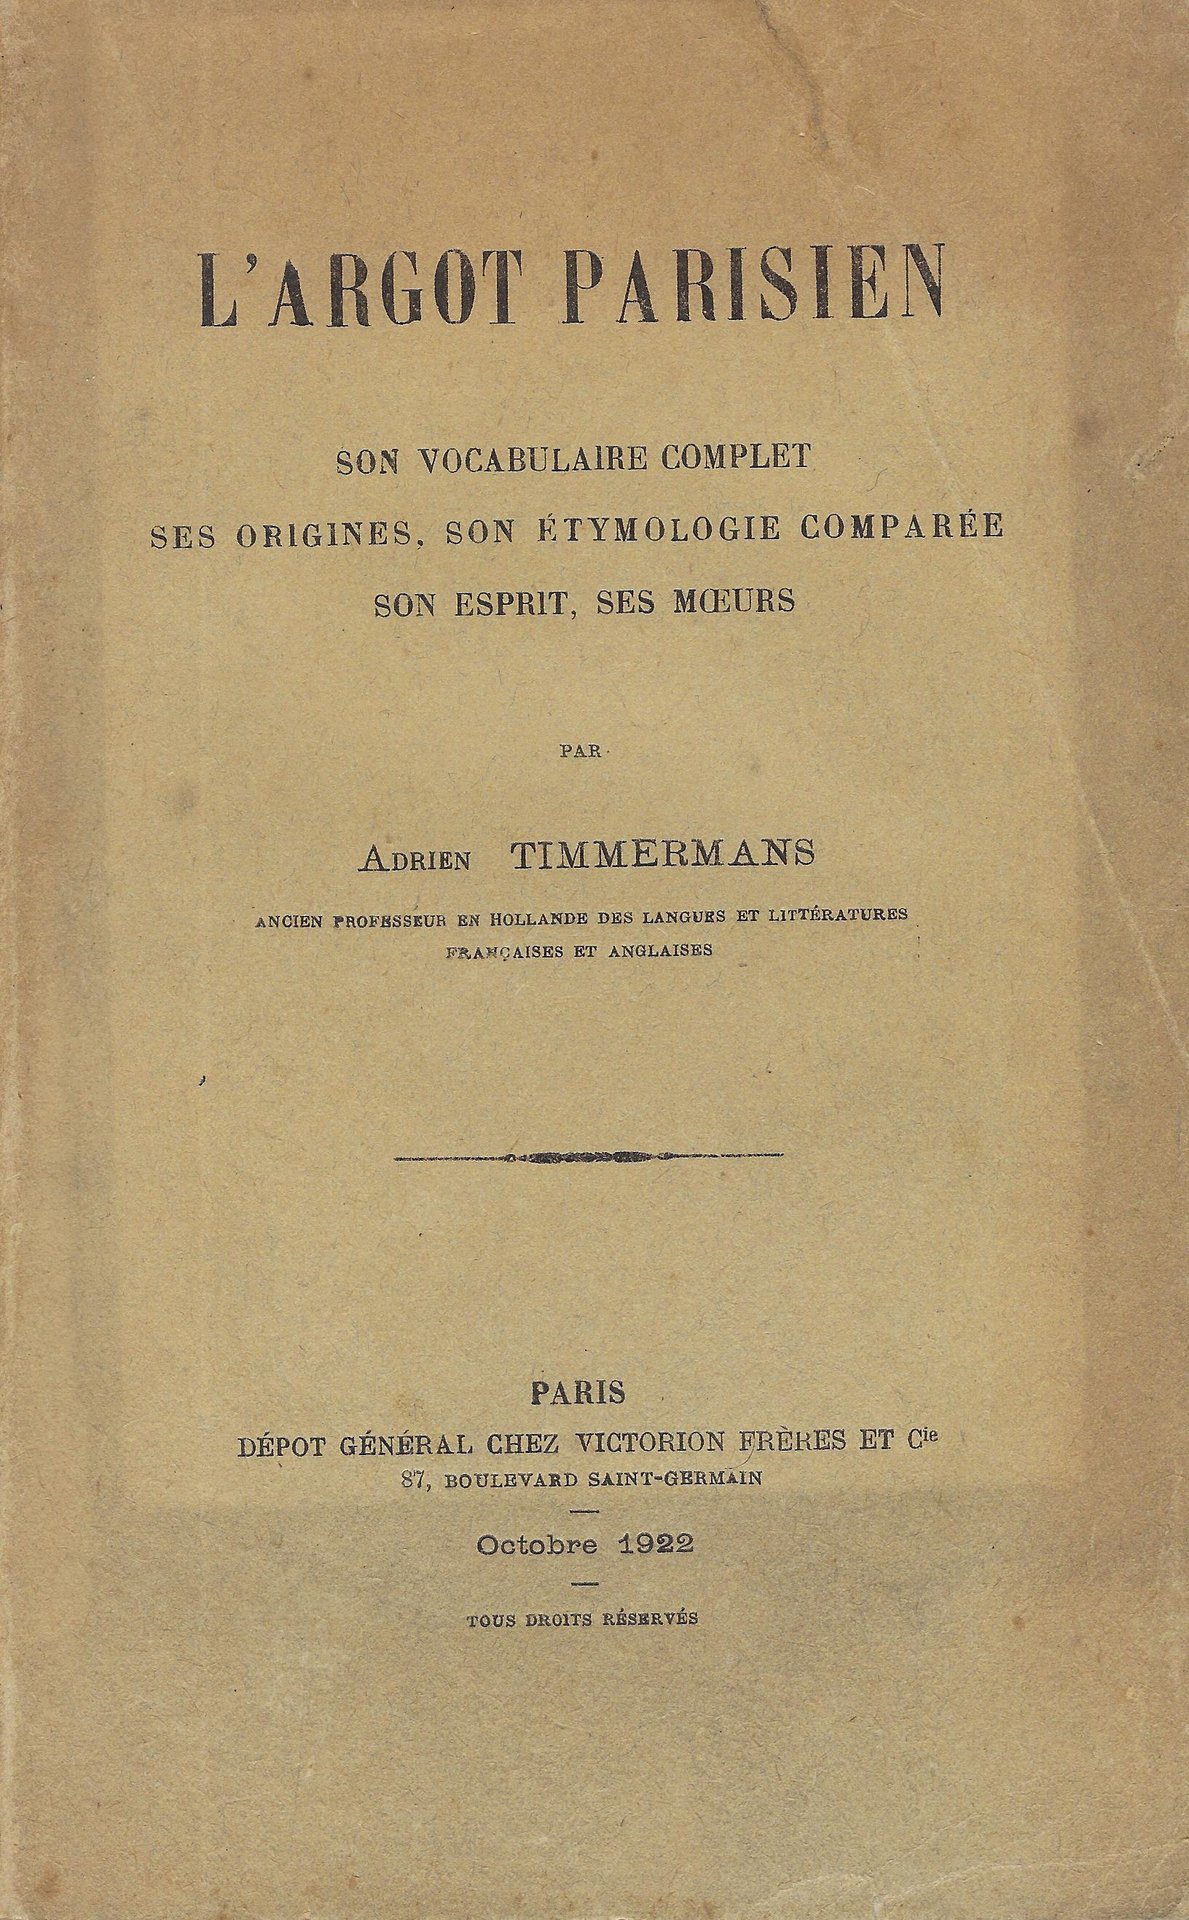 L'ARGOT PARISIEN
SON VOCABULAIRE COMPLET
SES ORIGINES. SON ÉTYMOLOGIE COMPARÉE
SON ESPRIT, SES MŒURS
PAR
ADRIEN TIMMERMANS
ANCIEN PROFESSEUR EN HOLLANDE DES LANGUES ET LITTÉRATURES
FRANÇAISES ET ANGLAISES
PARIS
DÉPOT GÉNÉRAL CHEZ VICTORION FRÈRES ET Cie
87, BOULEVARD SAINT-GERMAIN
Octobre 1922
TOUS DROITS RÉSERVÉS